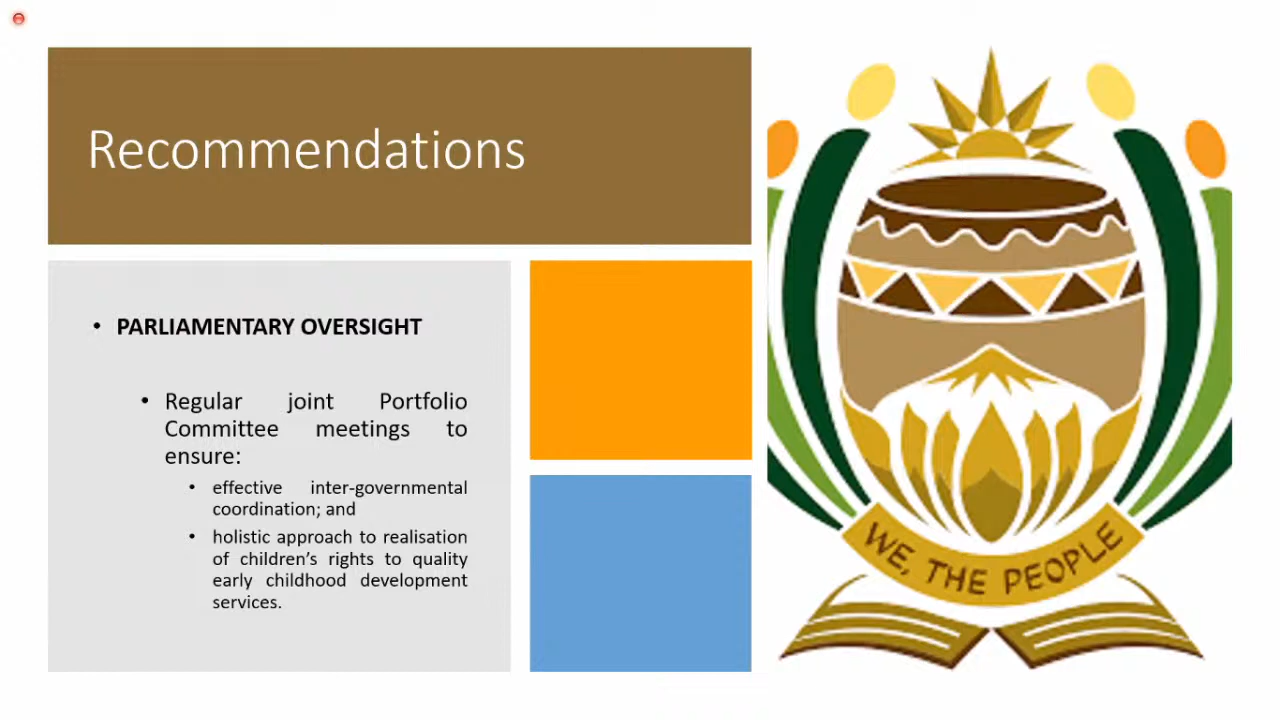 Recommendations
• PARLIAMENTARY OVERSIGHT
• Regular joint Portfolio
Committee meetings to
ensure:
• effective inter-governmental
coordination; and
• holistic approach to realisation
of children’s rights to quality
early childhood development
services.
WE, THE PEOPLE